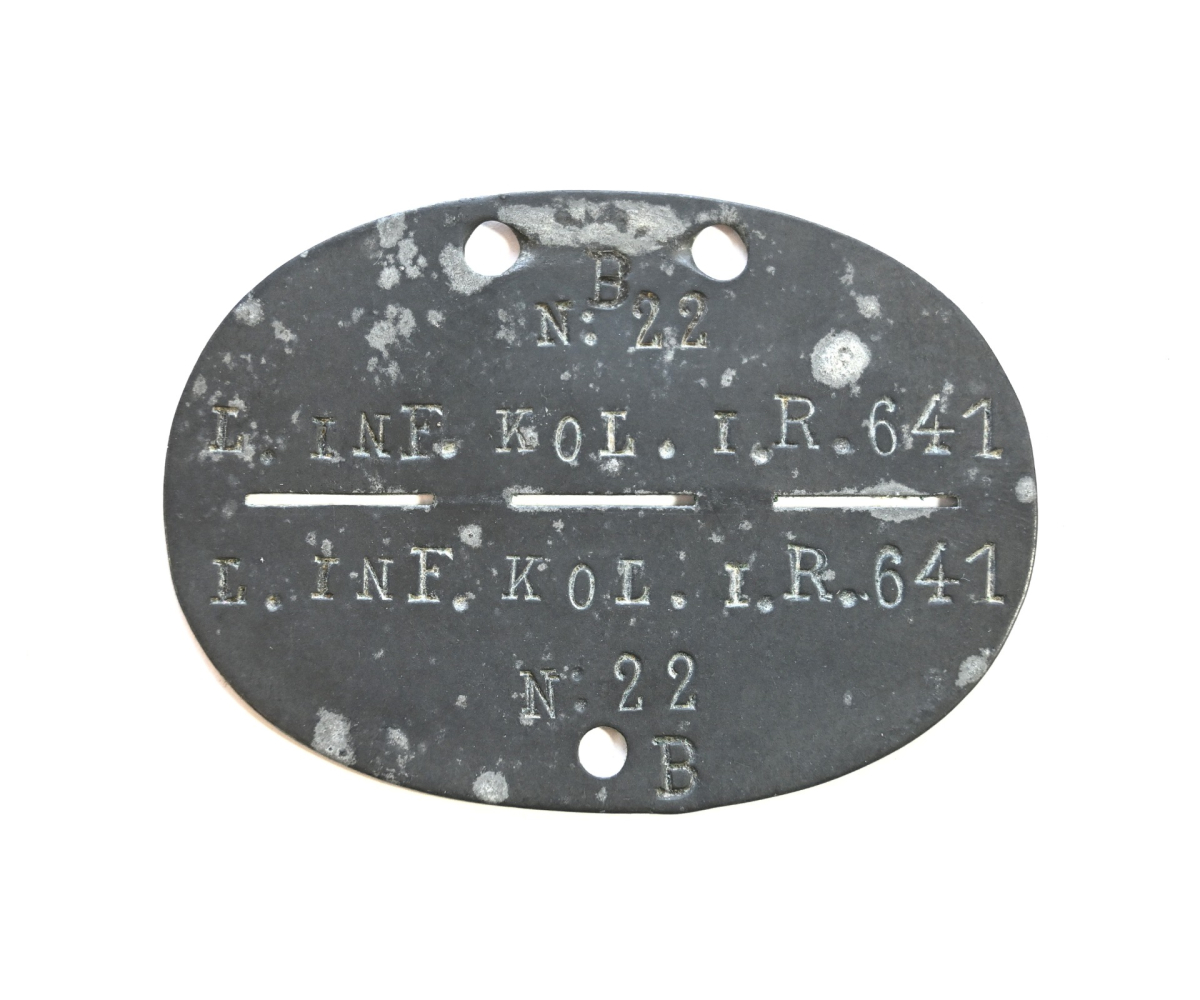 B
N: 22
L. INF. KOL. I.R. 641
L. INF. KOL. I.R. 641
N: 22
B